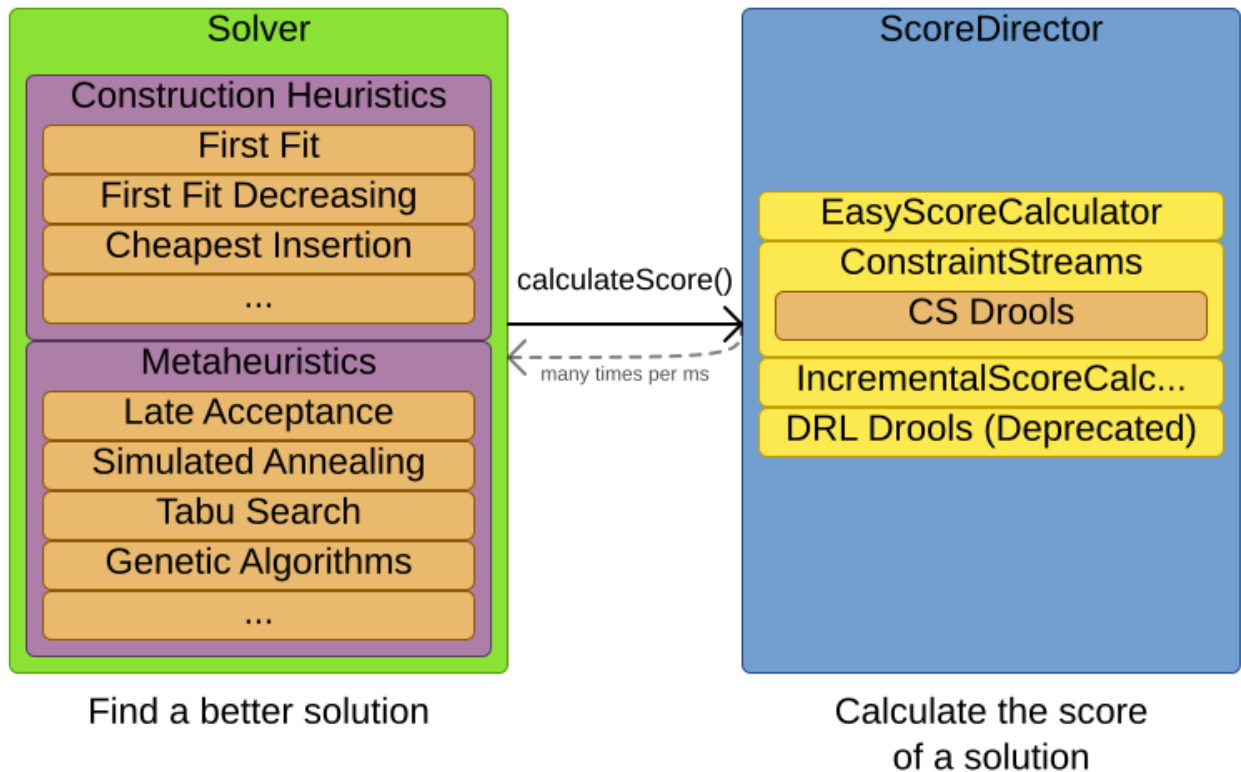 Solver
Construction Heuristics
First Fit
First Fit Decreasing
Cheapest Insertion
...
Metaheuristics
Late Acceptance
Simulated Annealing
Tabu Search
Genetic Algorithms
...
Find a better solution
calculateScore()
many times per ms
ScoreDirector
EasyScoreCalculator
ConstraintStreams
CS Drools
IncrementalScoreCalc...
DRL Drools (Deprecated)
Calculate the score
of a solution